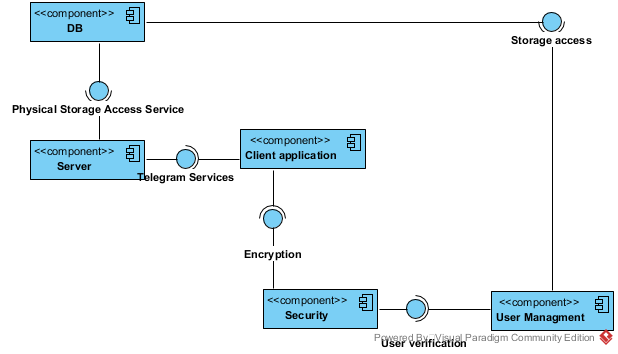 <<component>>
DB
Storage access
Physical Storage Access Service
<<component>>
Server
<<component>>
Client application
Telegram Services
Encryption
<<component>>
Security
<<component>>
User Managment
Powered By Visual Paradigm Community Edition
User verification